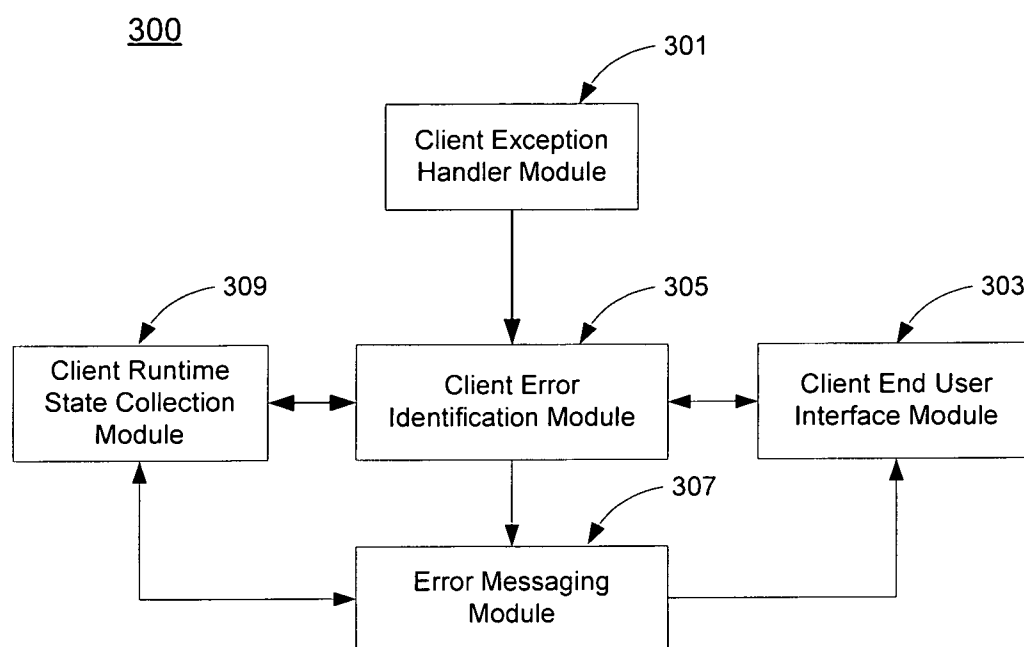 300
301
Client Exception
Handler Module
309
305
303
Client Runtime
State Collection
Module
Client Error
Identification Module
Client End User
Interface Module
307
Error Messaging
Module